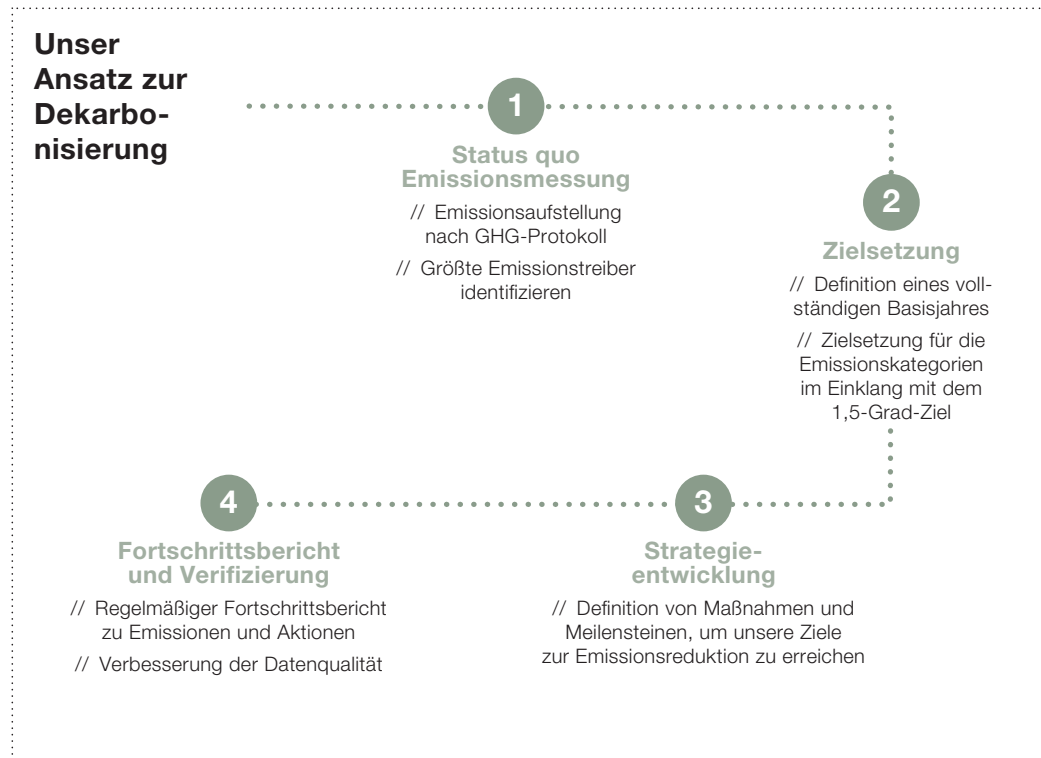 Unser
Ansatz zur
Dekarbo-
nisierung
1
Status quo
Emissionsmessung
// Emissionsaufstellung
nach GHG-Protokoll
// Größte Emissionstreiber
identifizieren
2
Zielsetzung
// Definition eines voll-
ständigen Basisjahres
// Zielsetzung für die
Emissionskategorien
im Einklang mit dem
1,5-Grad-Ziel
3
Strategie-
entwicklung
// Definition von Maßnahmen und
Meilensteinen, um unsere Ziele
zur Emissionsreduktion zu erreichen
4
Fortschrittsbericht
und Verifizierung
// Regelmäßiger Fortschrittsbericht
zu Emissionen und Aktionen
// Verbesserung der Datenqualität